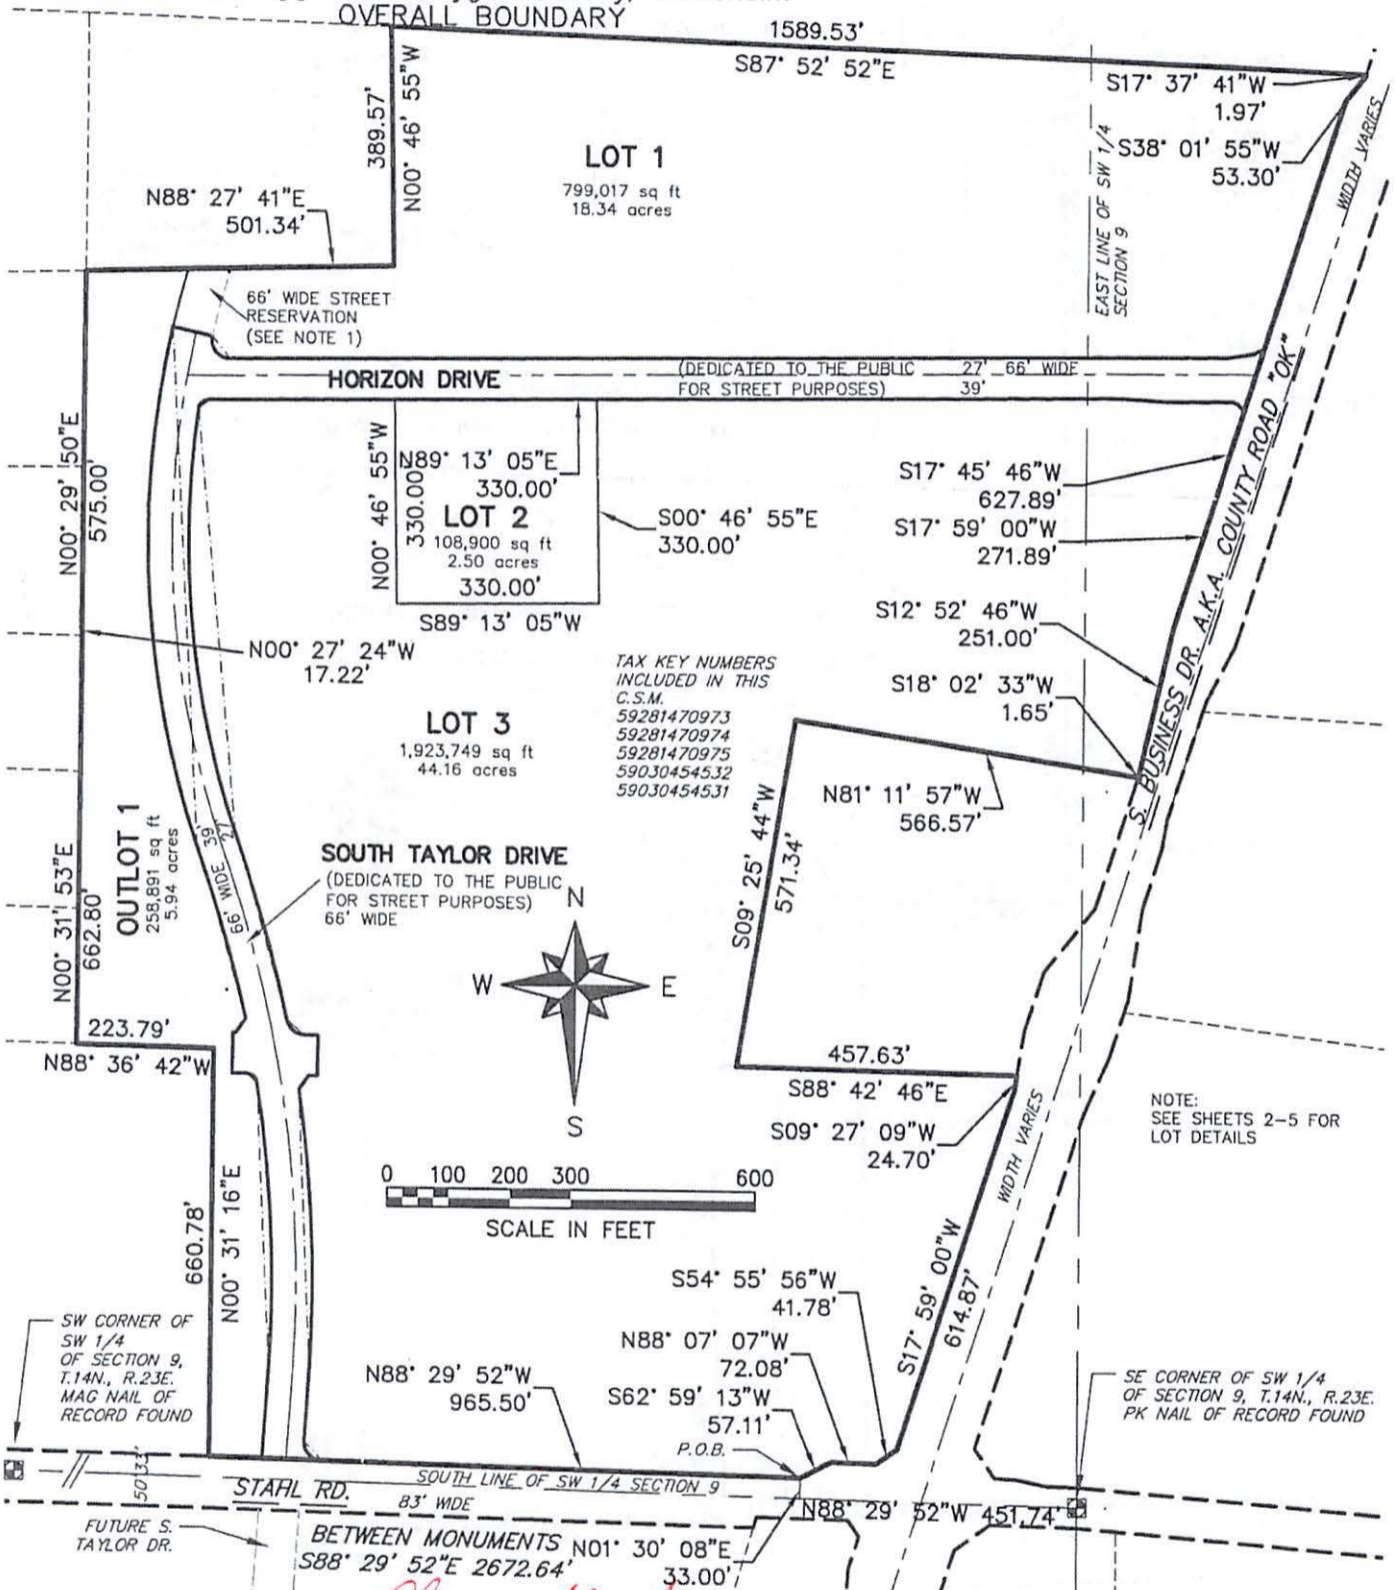 OVERALL BOUNDARY
1589.53'
S87° 52' 52"E
389.57'
N00° 46' 55"W
S17° 37' 41"W
1.97'
S38° 01' 55"W
53.30'
WIDTH VARIES
LOT 1
799,017 sq ft
18.34 acres
EAST LINE OF SW 1/4
SECTION 9
N88° 27' 41"E
501.34'
66' WIDE STREET
RESERVATION
(SEE NOTE 1)
HORIZON DRIVE
(DEDICATED TO THE PUBLIC
FOR STREET PURPOSES)
27'
39'
66' WIDE
N00° 29' 50"E
575.00'
N00° 46' 55"W
330.00'
N89° 13' 05"E
330.00'
LOT 2
108,900 sq ft
2.50 acres
330.00'
S89° 13' 05"W
S00° 46' 55"E
330.00'
S17° 45' 46"W
627.89'
S17° 59' 00"W
271.89'
S12° 52' 46"W
251.00'
S18° 02' 33"W
1.65'
S. BUSINESS DR. A.K.A. COUNTY ROAD "OK"
N00° 27' 24"W
17.22'
TAX KEY NUMBERS
INCLUDED IN THIS
C.S.M.
59281470973
59281470974
59281470975
59030454532
59030454531
LOT 3
1,923,749 sq ft
44.16 acres
N81° 11' 57"W
566.57'
S09° 25' 44"W
571.34'
OUTLOT 1
258,891 sq ft
5.94 acres
N00° 31' 53"E
662.80'
66' WIDE
39'
27'
SOUTH TAYLOR DRIVE
(DEDICATED TO THE PUBLIC
FOR STREET PURPOSES)
66' WIDE
N
W
E
S
223.79'
N88° 36' 42"W
457.63'
S88° 42' 46"E
S09° 27' 09"W
24.70'
WIDTH VARIES
NOTE:
SEE SHEETS 2-5 FOR
LOT DETAILS
0 100 200 300 600
SCALE IN FEET
660.78'
N00° 31' 16"E
S17° 59' 00"W
614.87'
S54° 55' 56"W
41.78'
N88° 07' 07"W
72.08'
S62° 59' 13"W
57.11'
P.O.B.
N88° 29' 52"W
965.50'
SW CORNER OF
SW 1/4
OF SECTION 9,
T.14N., R.23E.
MAG NAIL OF
RECORD FOUND
SE CORNER OF SW 1/4
OF SECTION 9, T.14N., R.23E.
PK NAIL OF RECORD FOUND
50'
33'
STAHL RD.
SOUTH LINE OF SW 1/4 SECTION 9
83' WIDE
N88° 29' 52"W 451.74'
FUTURE S.
TAYLOR DR.
BETWEEN MONUMENTS
S88° 29' 52"E 2672.64'
N01° 30' 08"E
33.00'